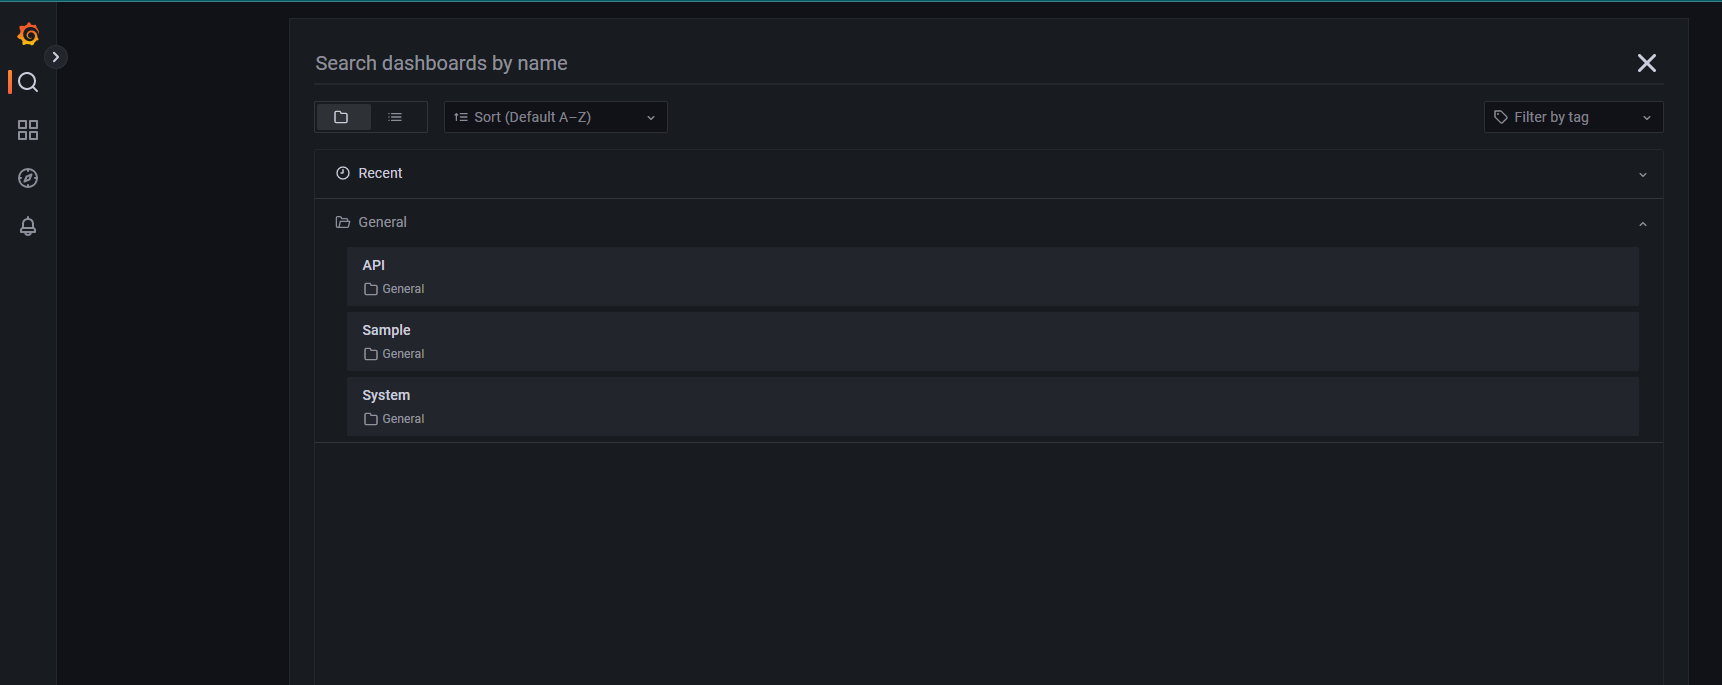 Search dashboards by name
Sort (Default A–Z)
Filter by tag
Recent
General
API
General
Sample
General
System
General